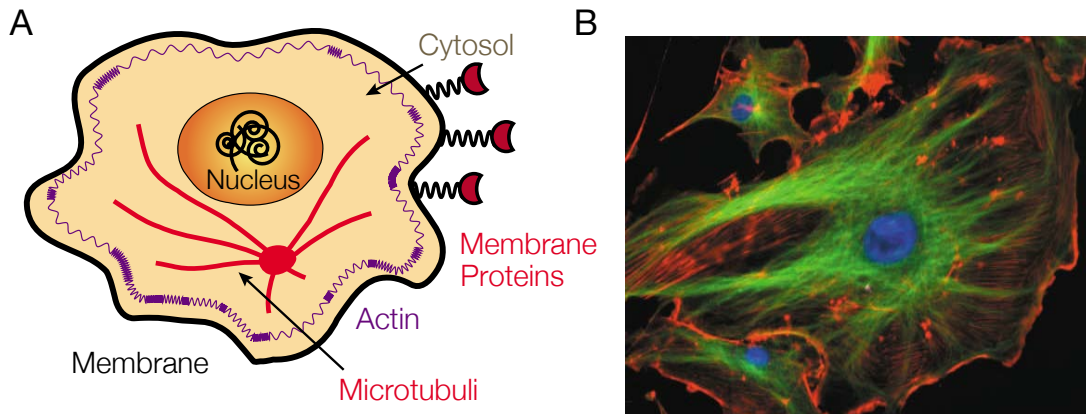 A
B
Cytosol
Nucleus
Membrane
Proteins
Actin
Membrane
Microtubuli